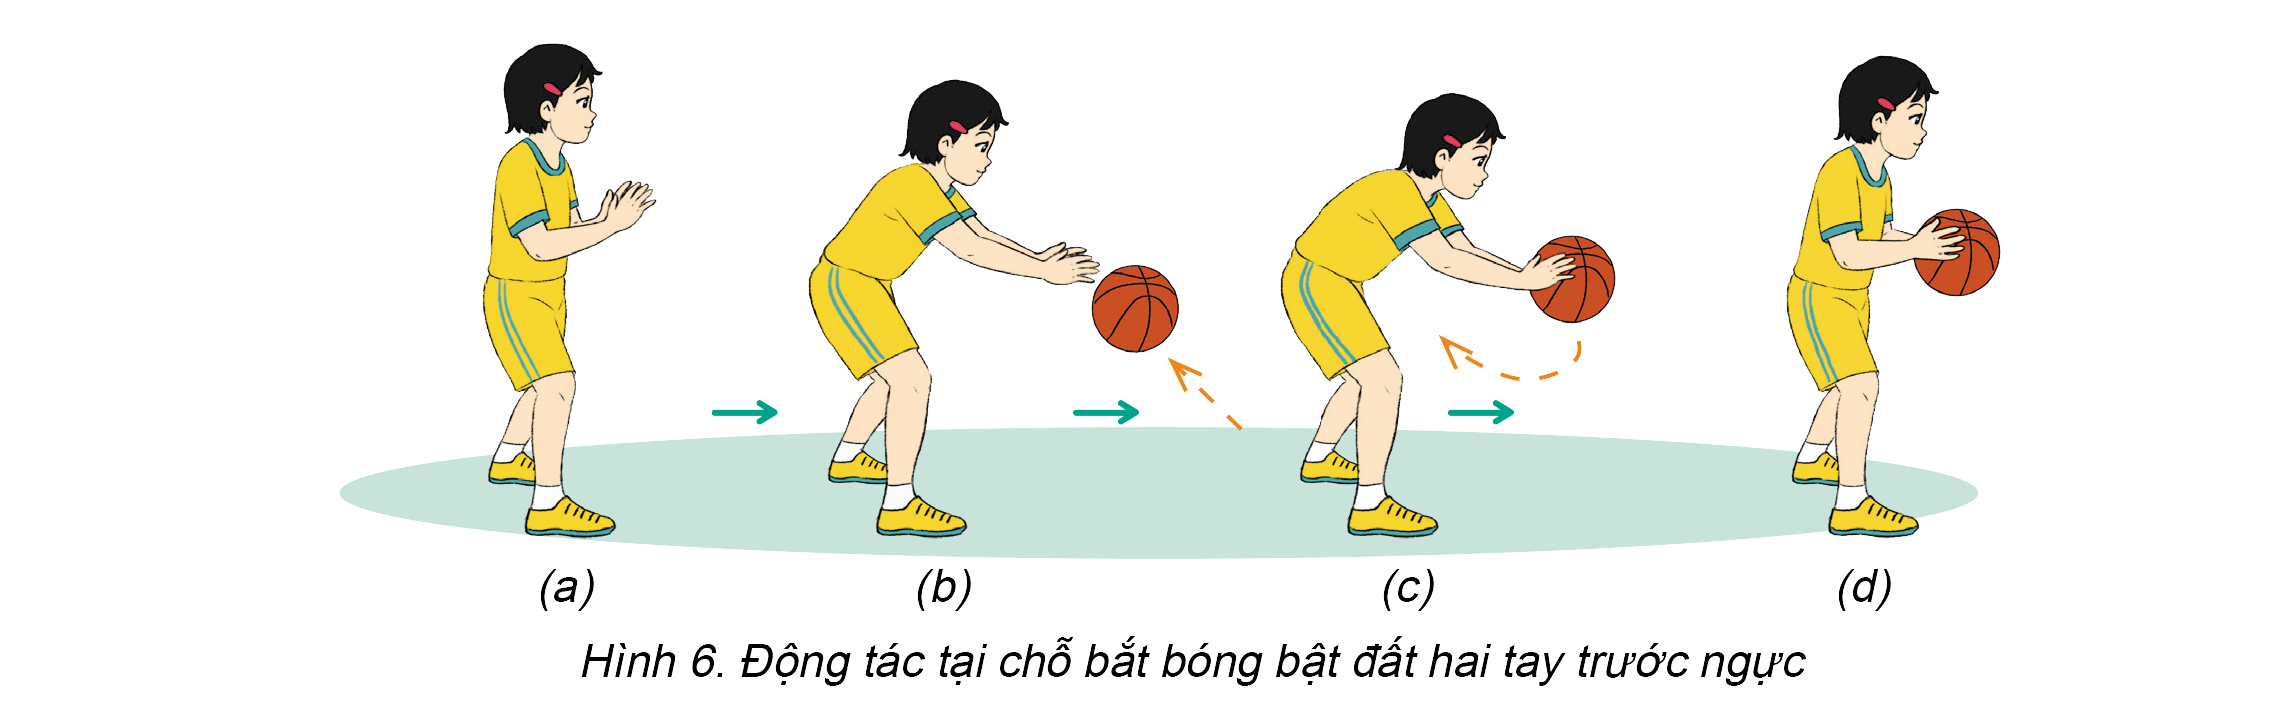 (a) (b) (c) (d)
Hình 6. Động tác tại chỗ bắt bóng bật đất hai tay trước ngực